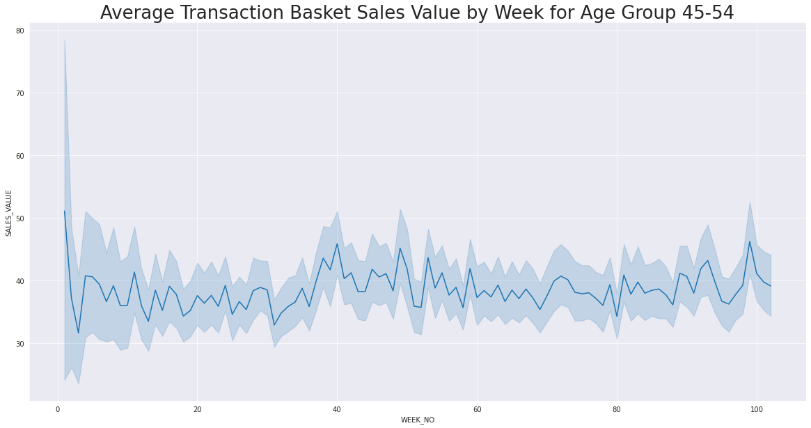 Average Transaction Basket Sales Value by Week for Age Group 45-54
80
70
60
50
40
30
SALES_VALUE
0 20 40 60 80 100
WEEK_NO